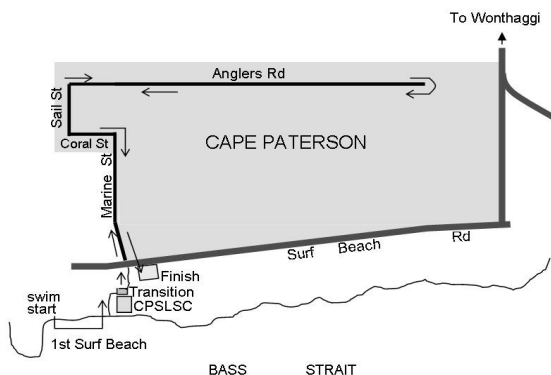 To Wonthaggi
Anglers Rd
Sail St
Coral St
CAPE PATERSON
Marine St
Surf Beach Rd
Finish
Transition
CPSLSC
swim
start
1st Surf Beach
BASS STRAIT